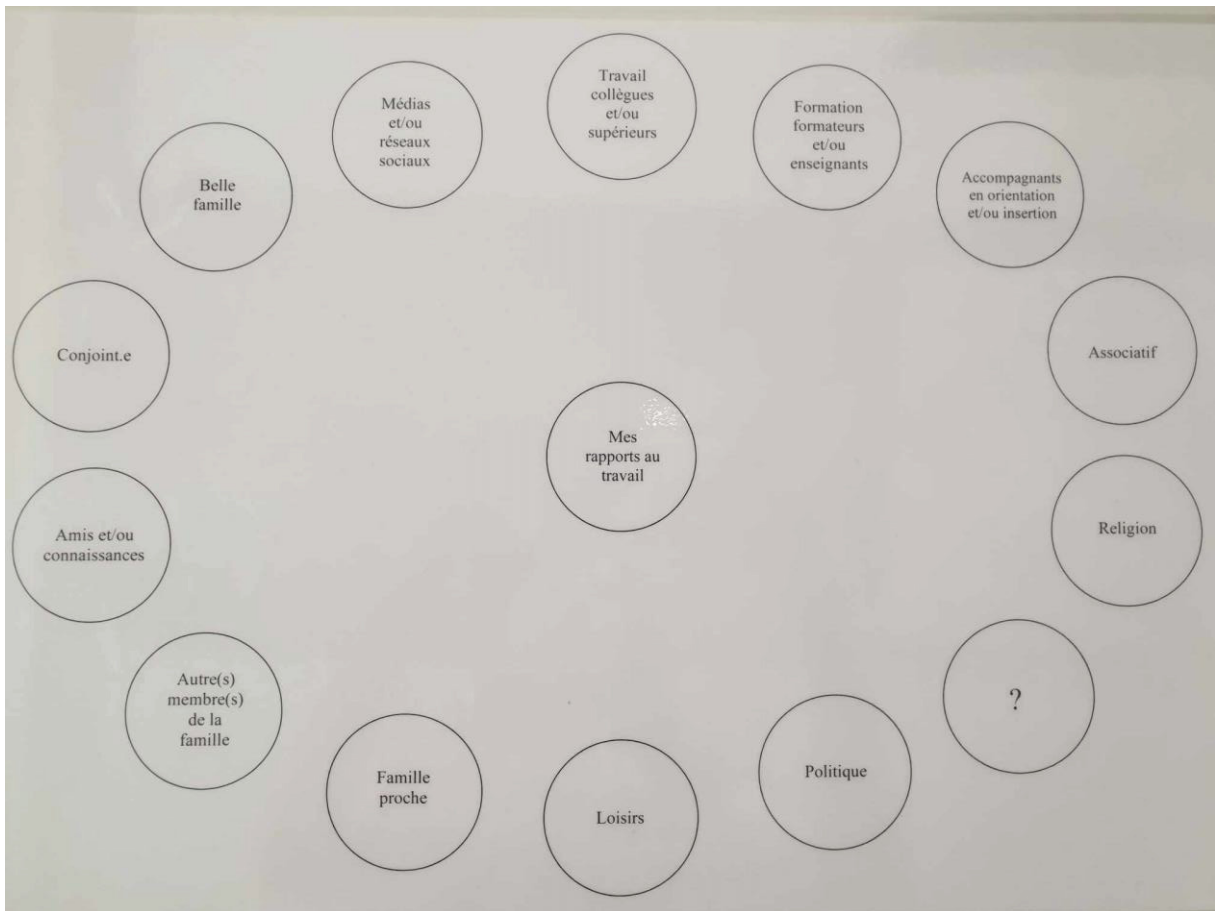 Travail
collègues
et/ou
supérieurs
Médias
et/ou
réseaux
sociaux
Formation
formateurs
et/ou
enseignants
Belle
famille
Accompagnants
en orientation
et/ou insertion
Conjoint.e
Associatif
Mes
rapports au
travail
Amis et/ou
connaissances
Religion
Autre(s)
membre(s)
de la
famille
?
Famille
proche
Politique
Loisirs